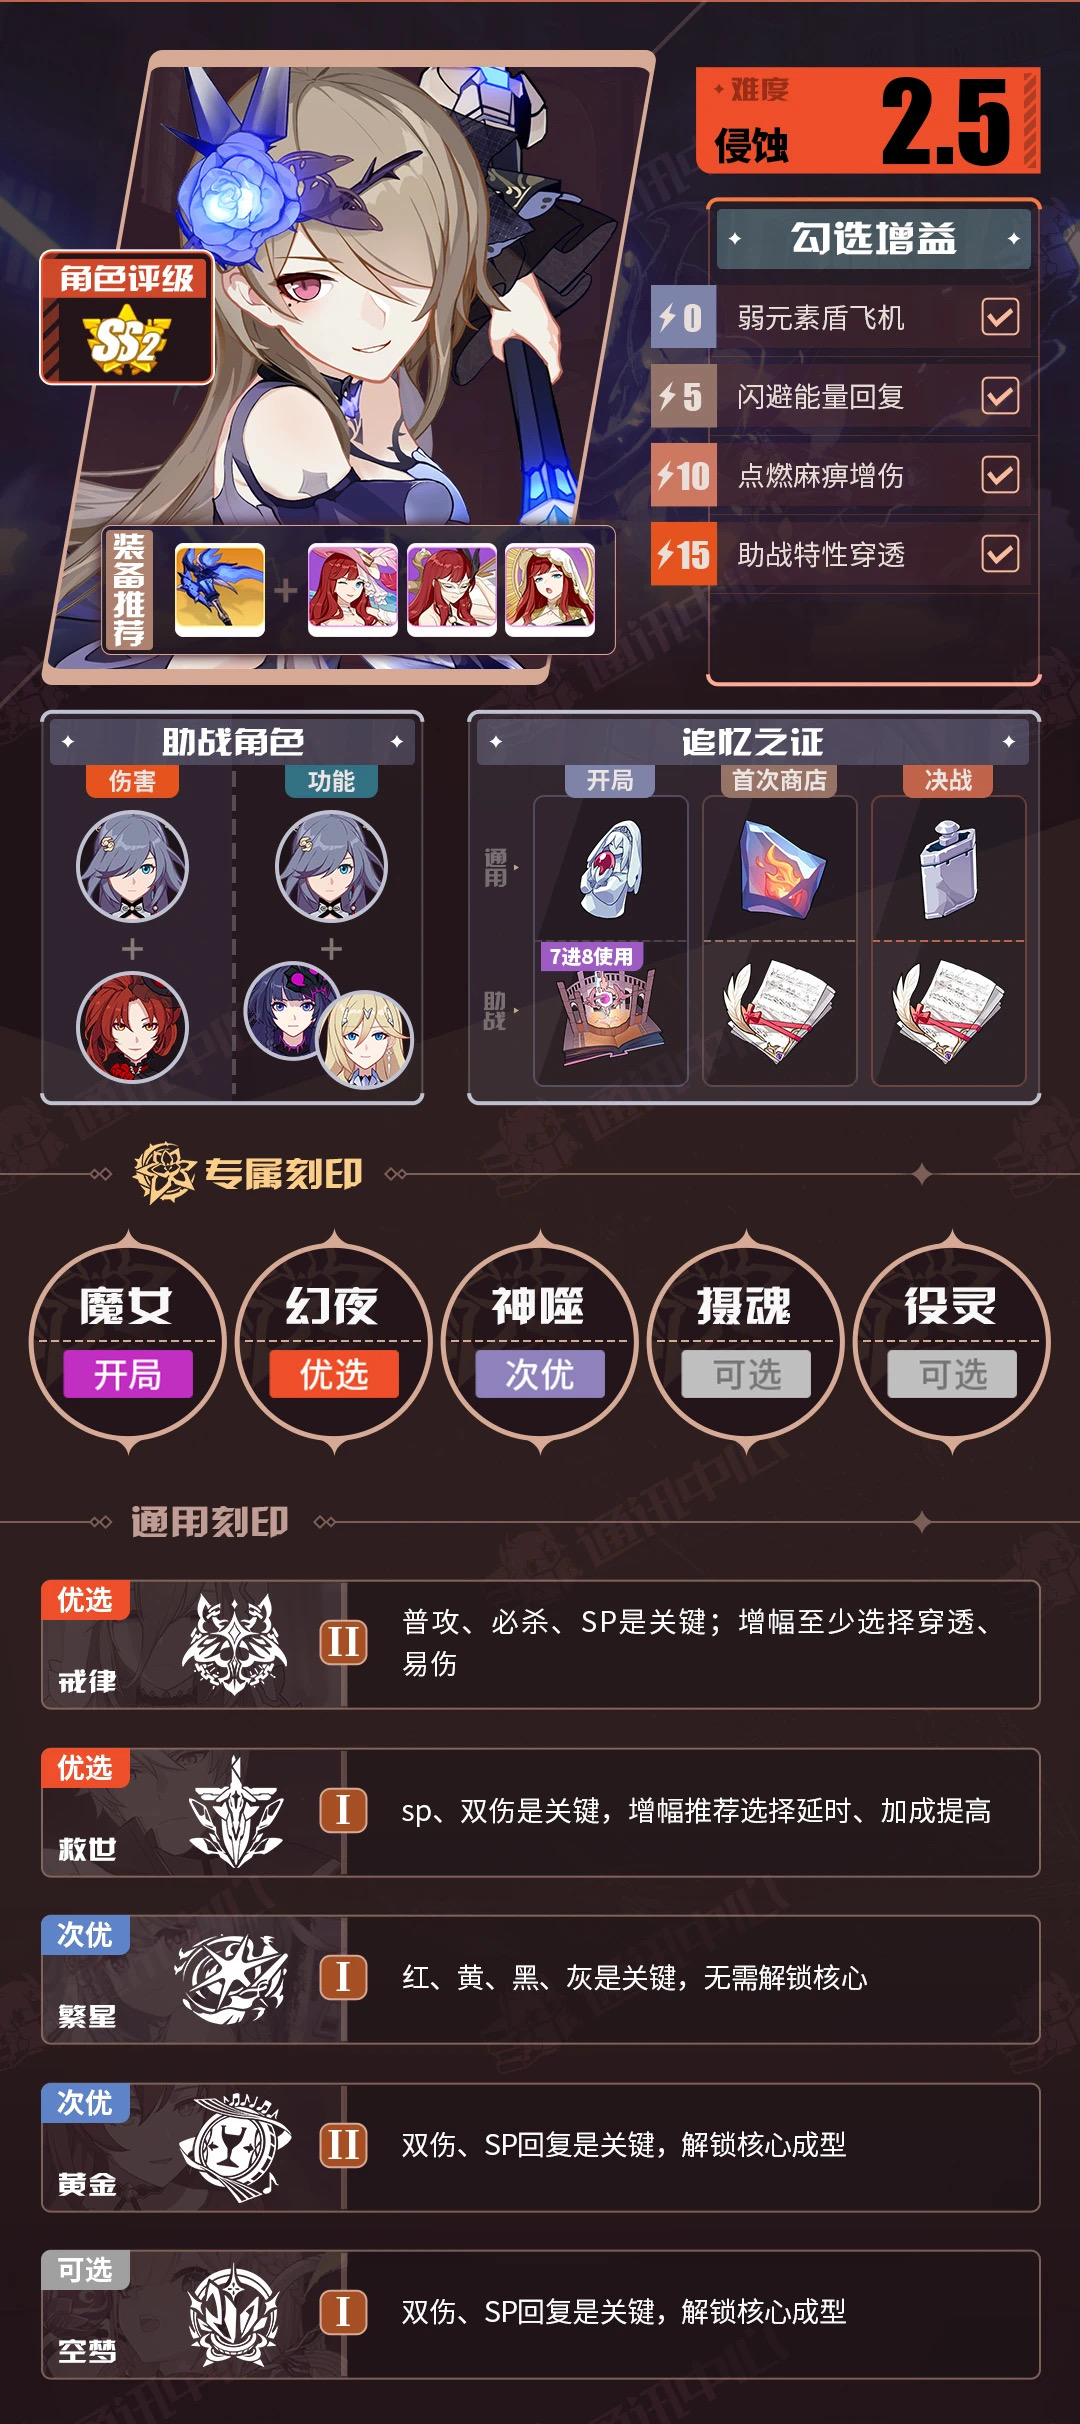 难度
侵蚀
2.5
角色评级
SS2
勾选增益
0 弱元素盾飞机
5 闪避能量回复
10 点燃麻痹增伤
15 助战特性穿透
装备推荐
助战角色
伤害 功能
追忆之证
开局 首次商店 决战
通用
7进8使用
助战
专属刻印
魔女 幻夜 神噬 摄魂 役灵
开局 优选 次优 可选 可选
通用刻印
优选
戒律
II
普攻、必杀、SP是关键；增幅至少选择穿透、
易伤
优选
救世
I
sp、双伤是关键，增幅推荐选择延时、加成提高
次优
繁星
I
红、黄、黑、灰是关键，无需解锁核心
次优
黄金
II
双伤、SP回复是关键，解锁核心成型
可选
空梦
I
双伤、SP回复是关键，解锁核心成型
通讯中心